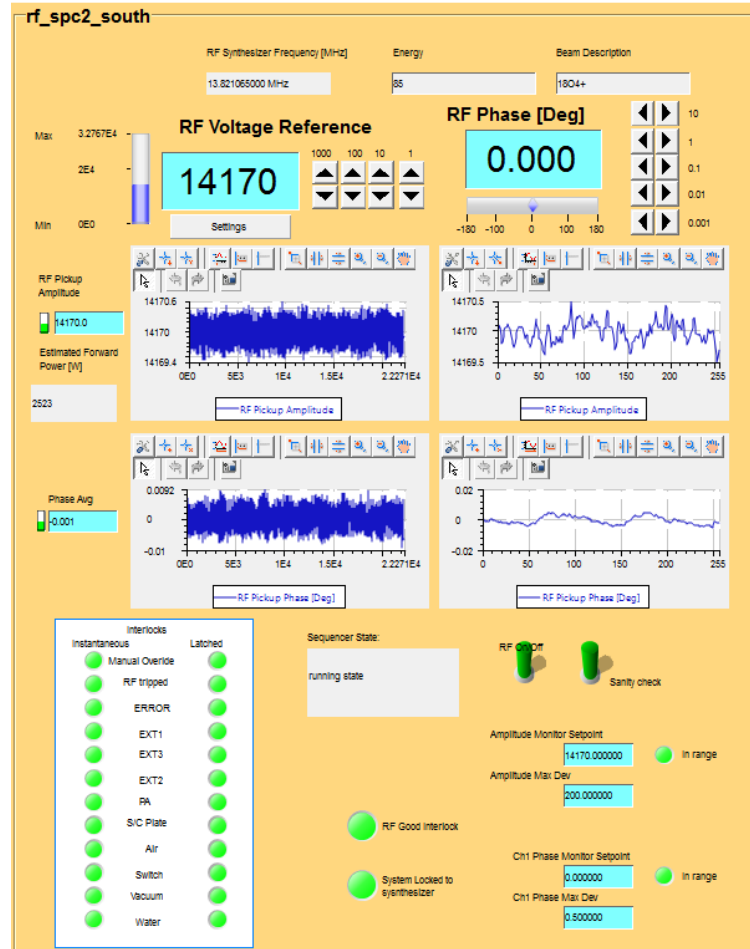 rf_spc2_south
RF Synthesizer Frequency [MHz]
Energy
Beam Description
13.821065000 MHz
85
18O4+
Max
3.2767E4
2E4
Min
0E0
RF Voltage Reference
14170
1000
100
10
1
Settings
RF Phase [Deg]
0.000
-180
-100
0
100
180
10
1
0.1
0.01
0.001
RF Pickup
Amplitude
14170.0
Estimated Forward
Power [W]
2523
14170.6
14170
14169.4
0E0
5E3
1E4
1.5E4
2.2271E4
RF Pickup Amplitude
14170.5
14170
14169.5
0
50
100
150
200
255
RF Pickup Amplitude
Phase Avg
-0.001
0.0092
0
-0.01
0E0
5E3
1E4
1.5E4
2.2271E4
RF Pickup Phase [Deg]
0.02
0
-0.02
0
50
100
150
200
255
RF Pickup Phase [Deg]
Interlocks
Instantaneous
Latched
Manual Overide
RF tripped
ERROR
EXT1
EXT3
EXT2
PA
S/C Plate
Air
Switch
Vacuum
Water
Sequencer State:
running state
RF On/Off
Sanity check
Amplitude Monitor Setpoint
14170.000000
In range
Amplitude Max Dev
200.000000
RF Good Interlock
System Locked to
sysnthesizer
Ch1 Phase Monitor Setpoint
0.000000
In range
Ch1 Phase Max Dev
0.500000